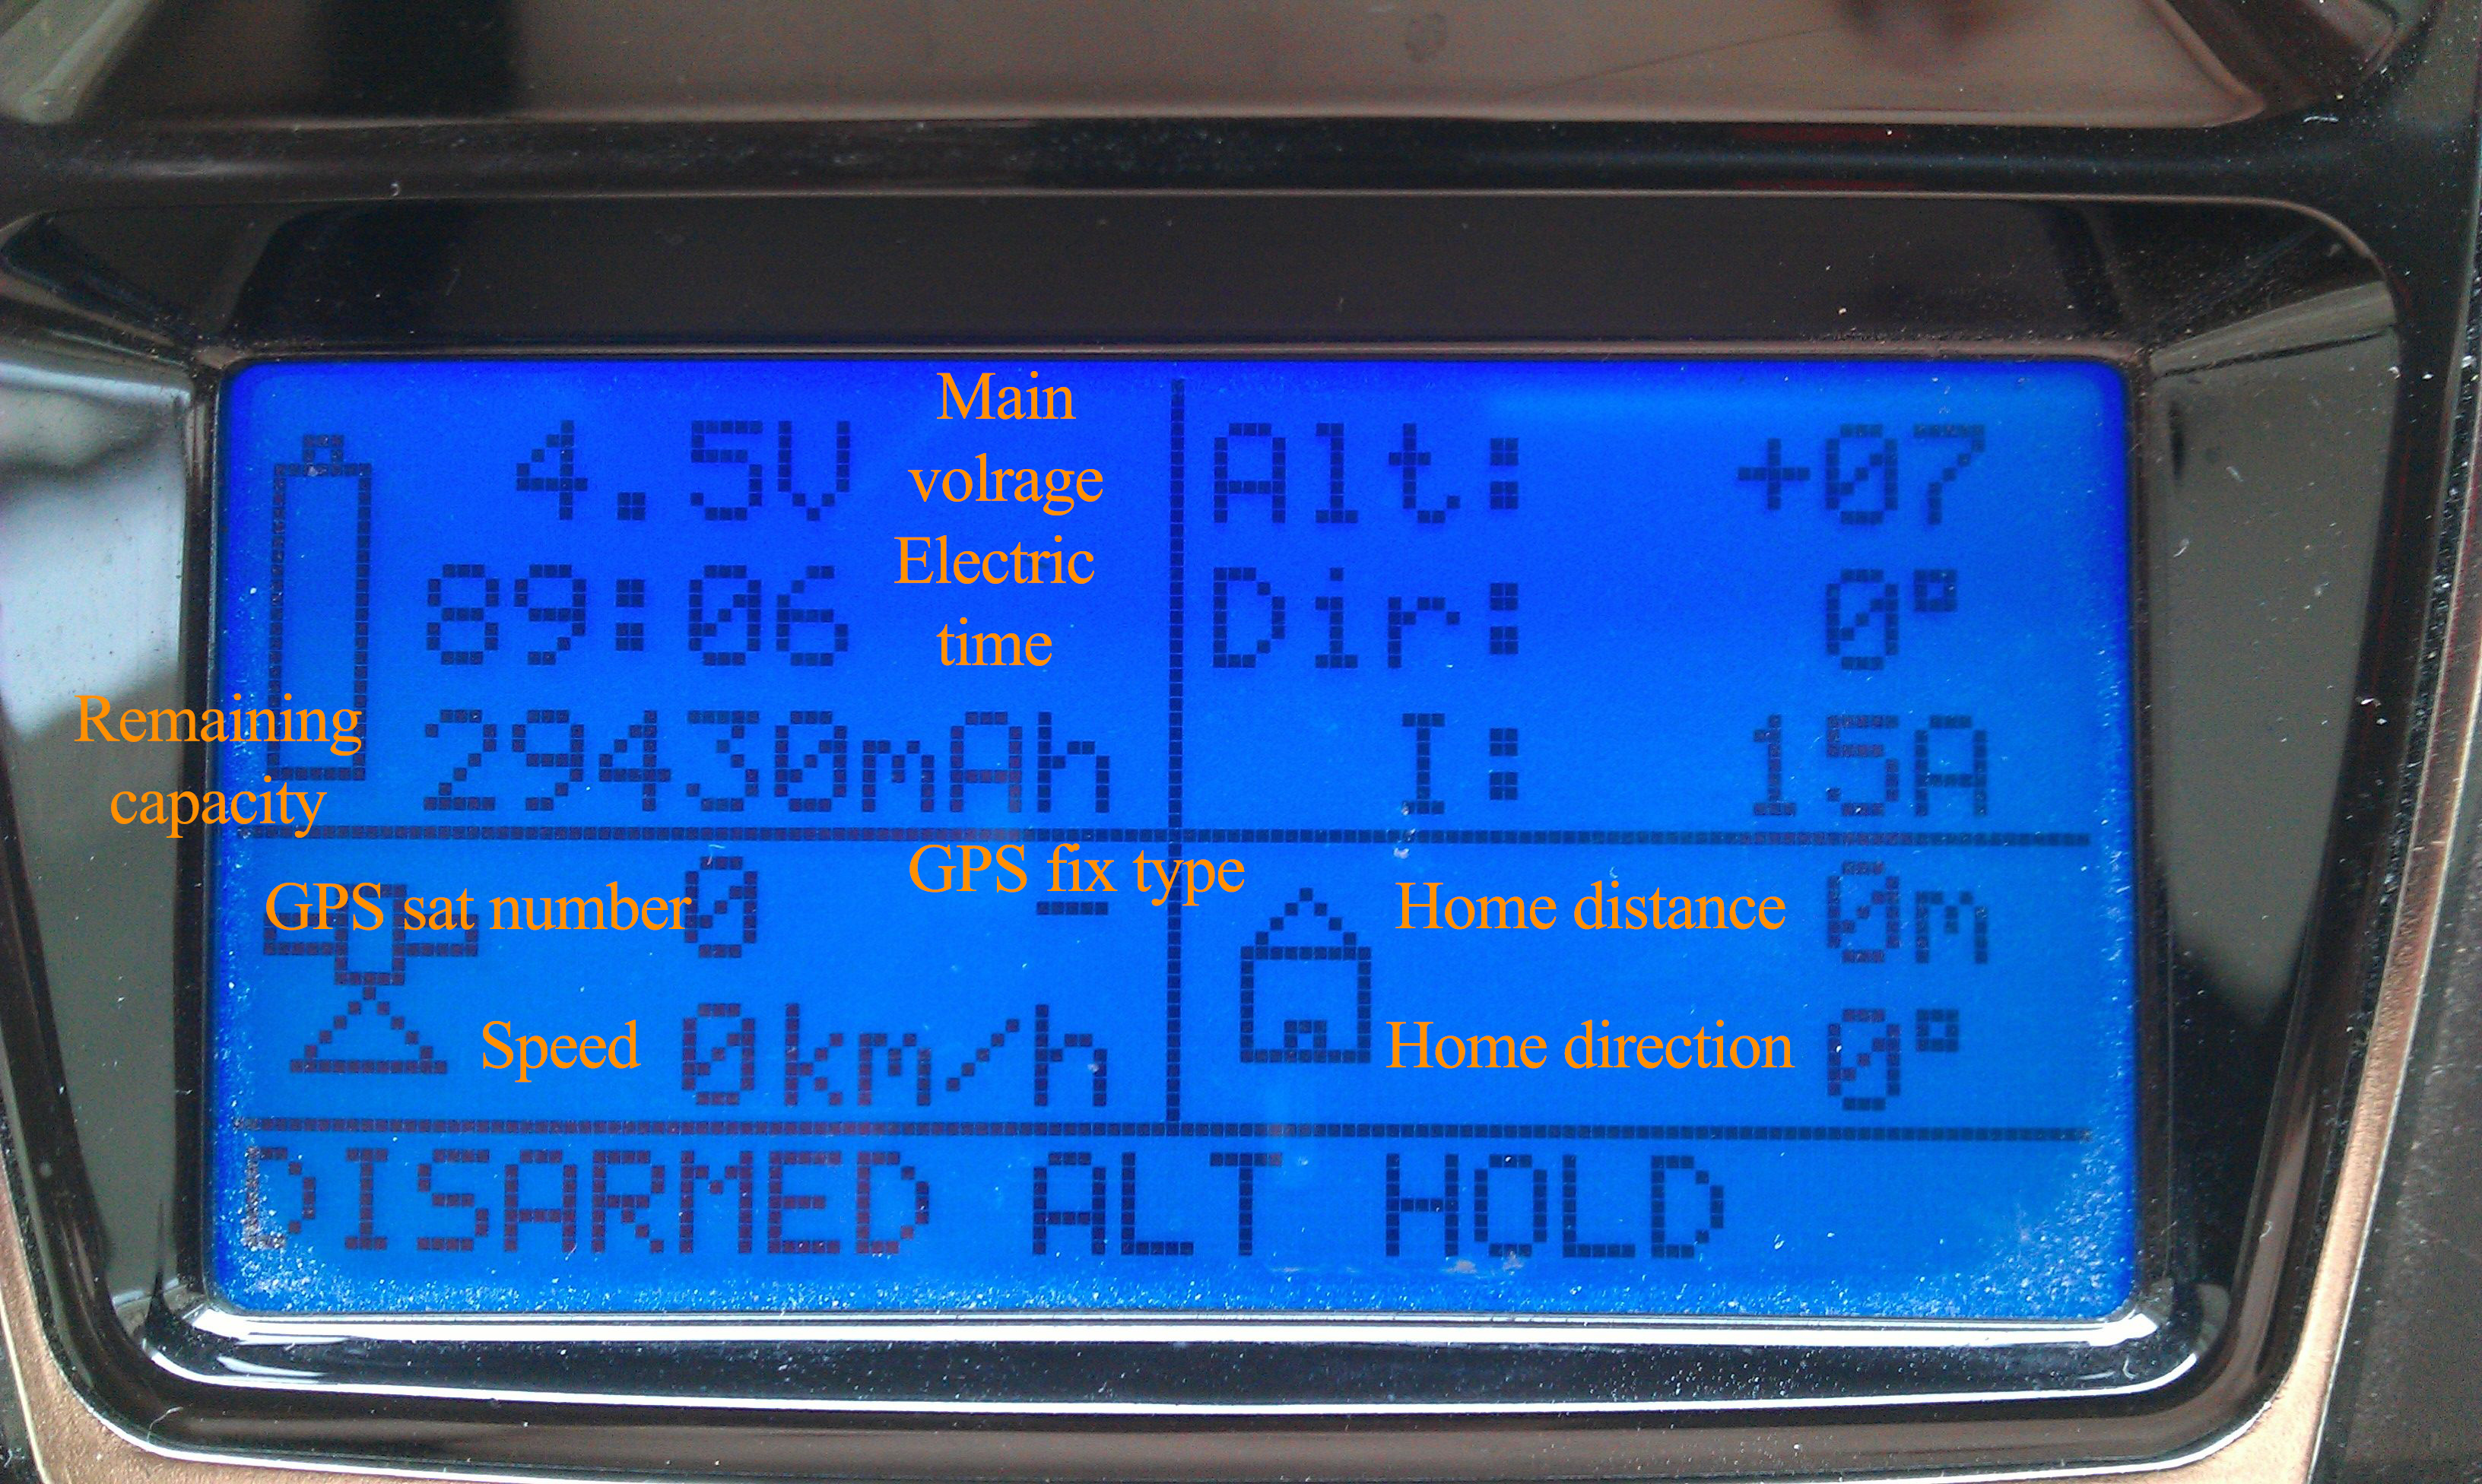 Main
4.5V
volrage
Alt: +07
Electric
89:06
time
Dir: 0°
Remaining
capacity
29430mAh
I: 15A
GPS sat number 0
GPS fix type
-
Home distance 0m
Speed 0km/h
Home direction 0°
DISARMED ALT HOLD